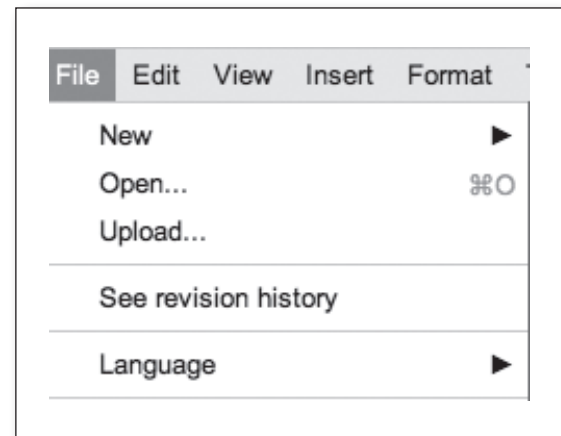 File Edit View Insert Format
New ▶
Open... ⌘O
Upload...
See revision history
Language ▶